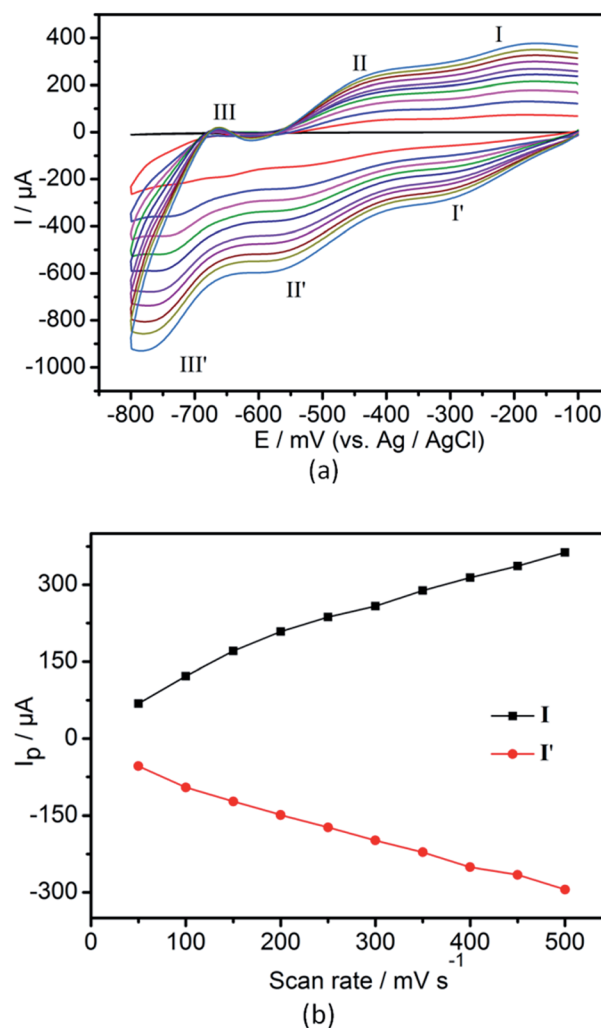 400
200
0
-200
-400
-600
-800
-1000
I / µA
I
II
III
I'
II'
III'
-800 -700 -600 -500 -400 -300 -200 -100
E / mV (vs. Ag / AgCl)
(a)
300
150
0
-150
-300
Ip / µA
I
I'
0 100 200 300 400 500
Scan rate / mV s-1
(b)